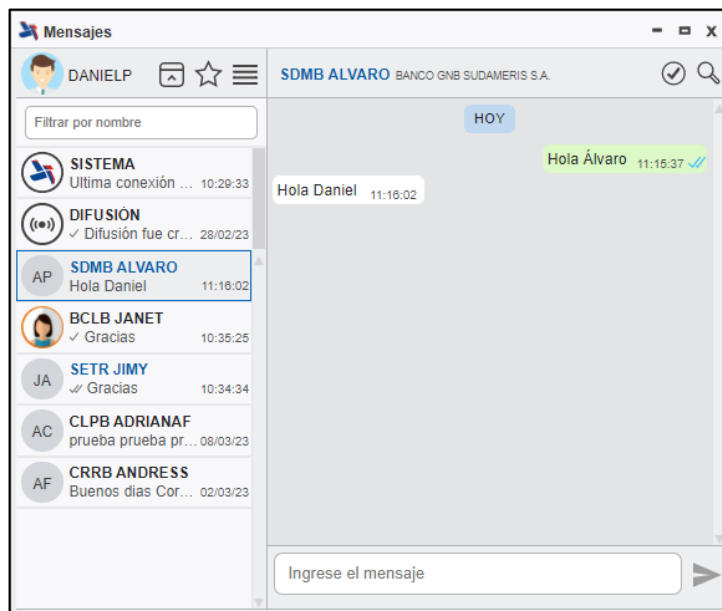 Mensajes
DANIELP
Filtrar por nombre
SISTEMA
Ultima conexión ... 10:29:33
DIFUSIÓN
Difusión fue cr... 28/02/23
AP
SDMB ALVARO
Hola Daniel 11:16:02
BCLB JANET
Gracias 10:35:25
JA
SETR JIMY
Gracias 10:34:34
AC
CLPB ADRIANAF
prueba prueba pr... 08/03/23
AF
CRRB ANDRESS
Buenos dias Cor... 02/03/23
SDMB ALVARO BANCO GNB SUDAMERIS S.A.
HOY
Hola Álvaro 11:15:37
Hola Daniel 11:16:02
Ingrese el mensaje